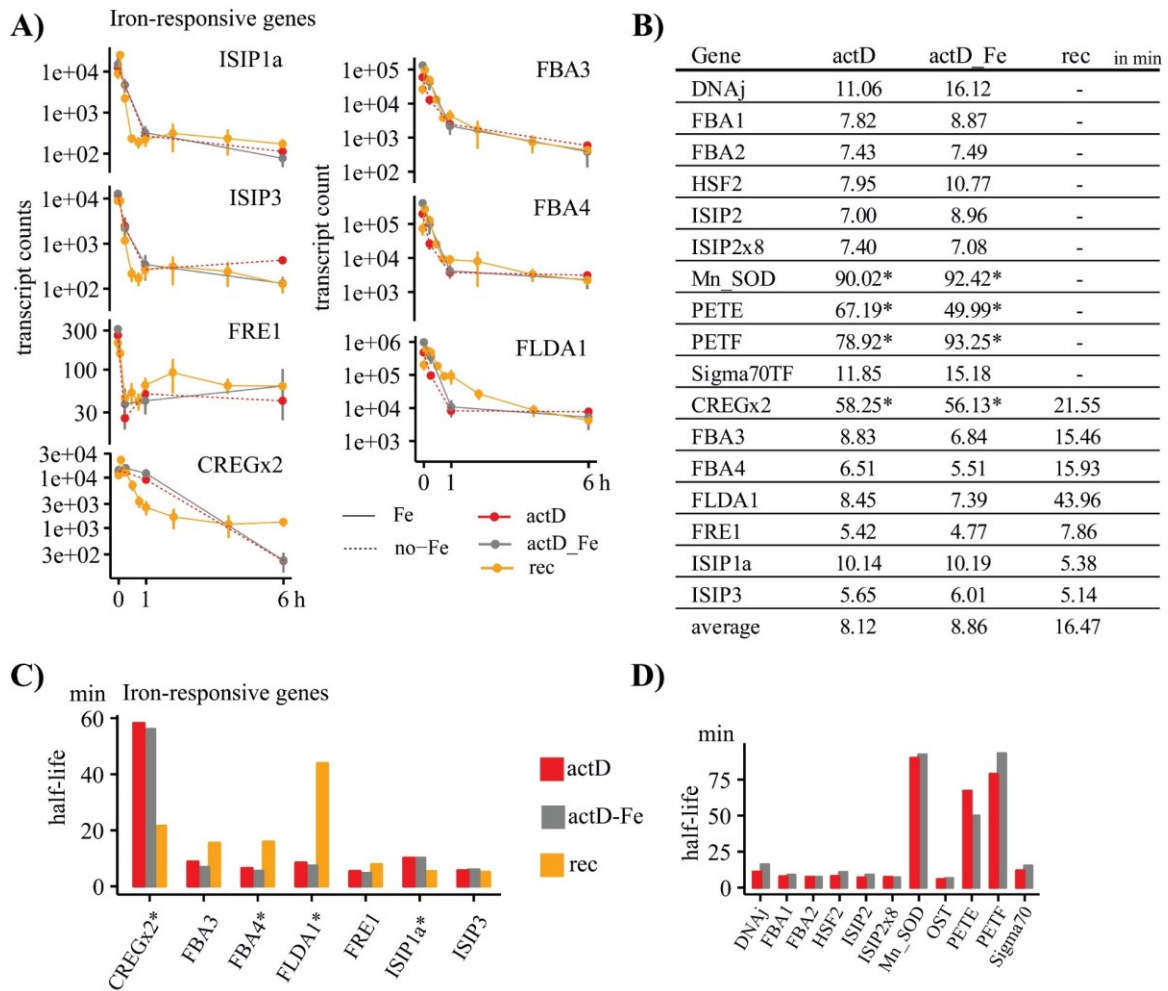 A)
Iron-responsive genes
ISIP1a
1e+04
1e+03
1e+02
ISIP3
1e+04
1e+03
1e+02
transcript counts
FRE1
300
100
30
CREGx2
3e+04
1e+04
3e+03
1e+03
3e+02
0 1 6 h
FBA3
1e+05
1e+04
1e+03
1e+02
transcript count
FBA4
1e+05
1e+04
1e+03
FLDA1
1e+06
1e+05
1e+04
1e+03
0 1 6 h
Fe
no-Fe
actD
actD_Fe
rec
B)
Gene actD actD_Fe rec in min
DNAj 11.06 16.12 -
FBA1 7.82 8.87 -
FBA2 7.43 7.49 -
HSF2 7.95 10.77 -
ISIP2 7.00 8.96 -
ISIP2x8 7.40 7.08 -
Mn_SOD 90.02* 92.42* -
PETE 67.19* 49.99* -
PETF 78.92* 93.25* -
Sigma70TF 11.85 15.18 -
CREGx2 58.25* 56.13* 21.55
FBA3 8.83 6.84 15.46
FBA4 6.51 5.51 15.93
FLDA1 8.45 7.39 43.96
FRE1 5.42 4.77 7.86
ISIP1a 10.14 10.19 5.38
ISIP3 5.65 6.01 5.14
average 8.12 8.86 16.47
C)
min Iron-responsive genes
half-life
60
40
20
0
CREGx2* FBA3 FBA4* FLDA1* FRE1 ISIP1a* ISIP3
actD
actD-Fe
rec
D)
min
half-life
75
50
25
0
DNAj FBA1 FBA2 HSF2 ISIP2 ISIP2x8 Mn_SOD OST PETE PETF Sigma70